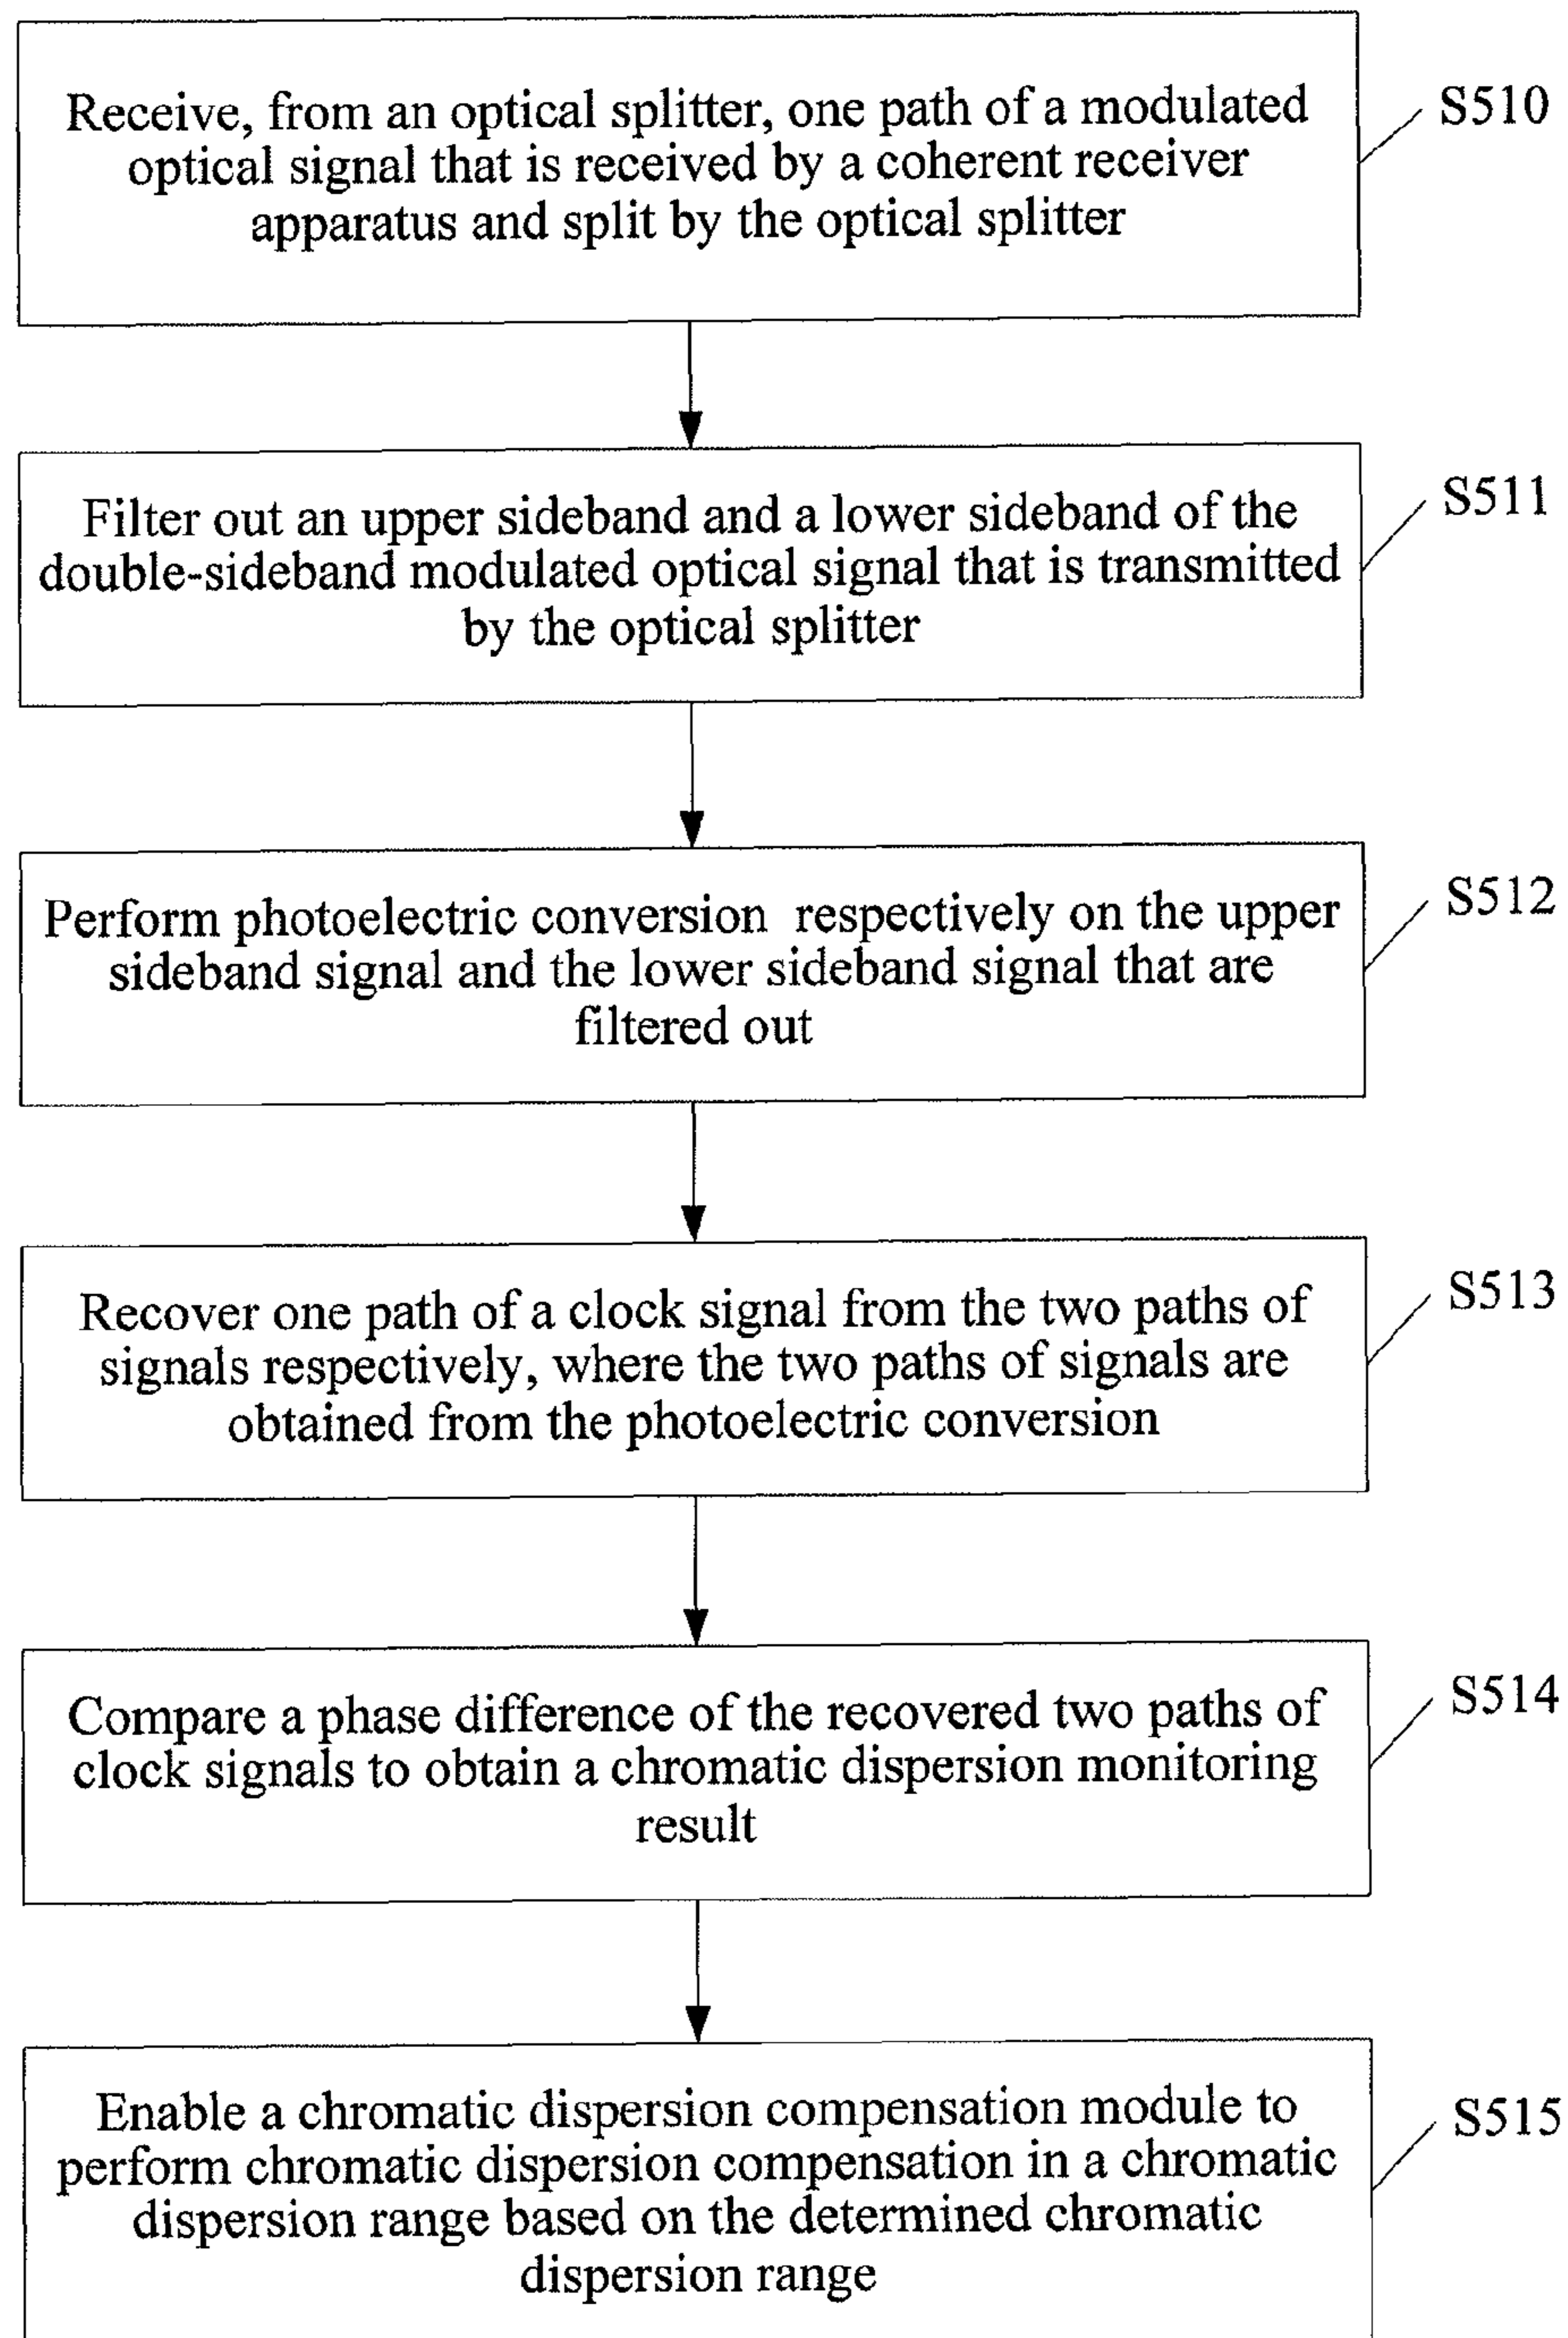 Receive, from an optical splitter, one path of a modulated
optical signal that is received by a coherent receiver
apparatus and split by the optical splitter
S510
Filter out an upper sideband and a lower sideband of the
double-sideband modulated optical signal that is transmitted
by the optical splitter
S511
Perform photoelectric conversion respectively on the upper
sideband signal and the lower sideband signal that are
filtered out
S512
Recover one path of a clock signal from the two paths of
signals respectively, where the two paths of signals are
obtained from the photoelectric conversion
S513
Compare a phase difference of the recovered two paths of
clock signals to obtain a chromatic dispersion monitoring
result
S514
Enable a chromatic dispersion compensation module to
perform chromatic dispersion compensation in a chromatic
dispersion range based on the determined chromatic
dispersion range
S515